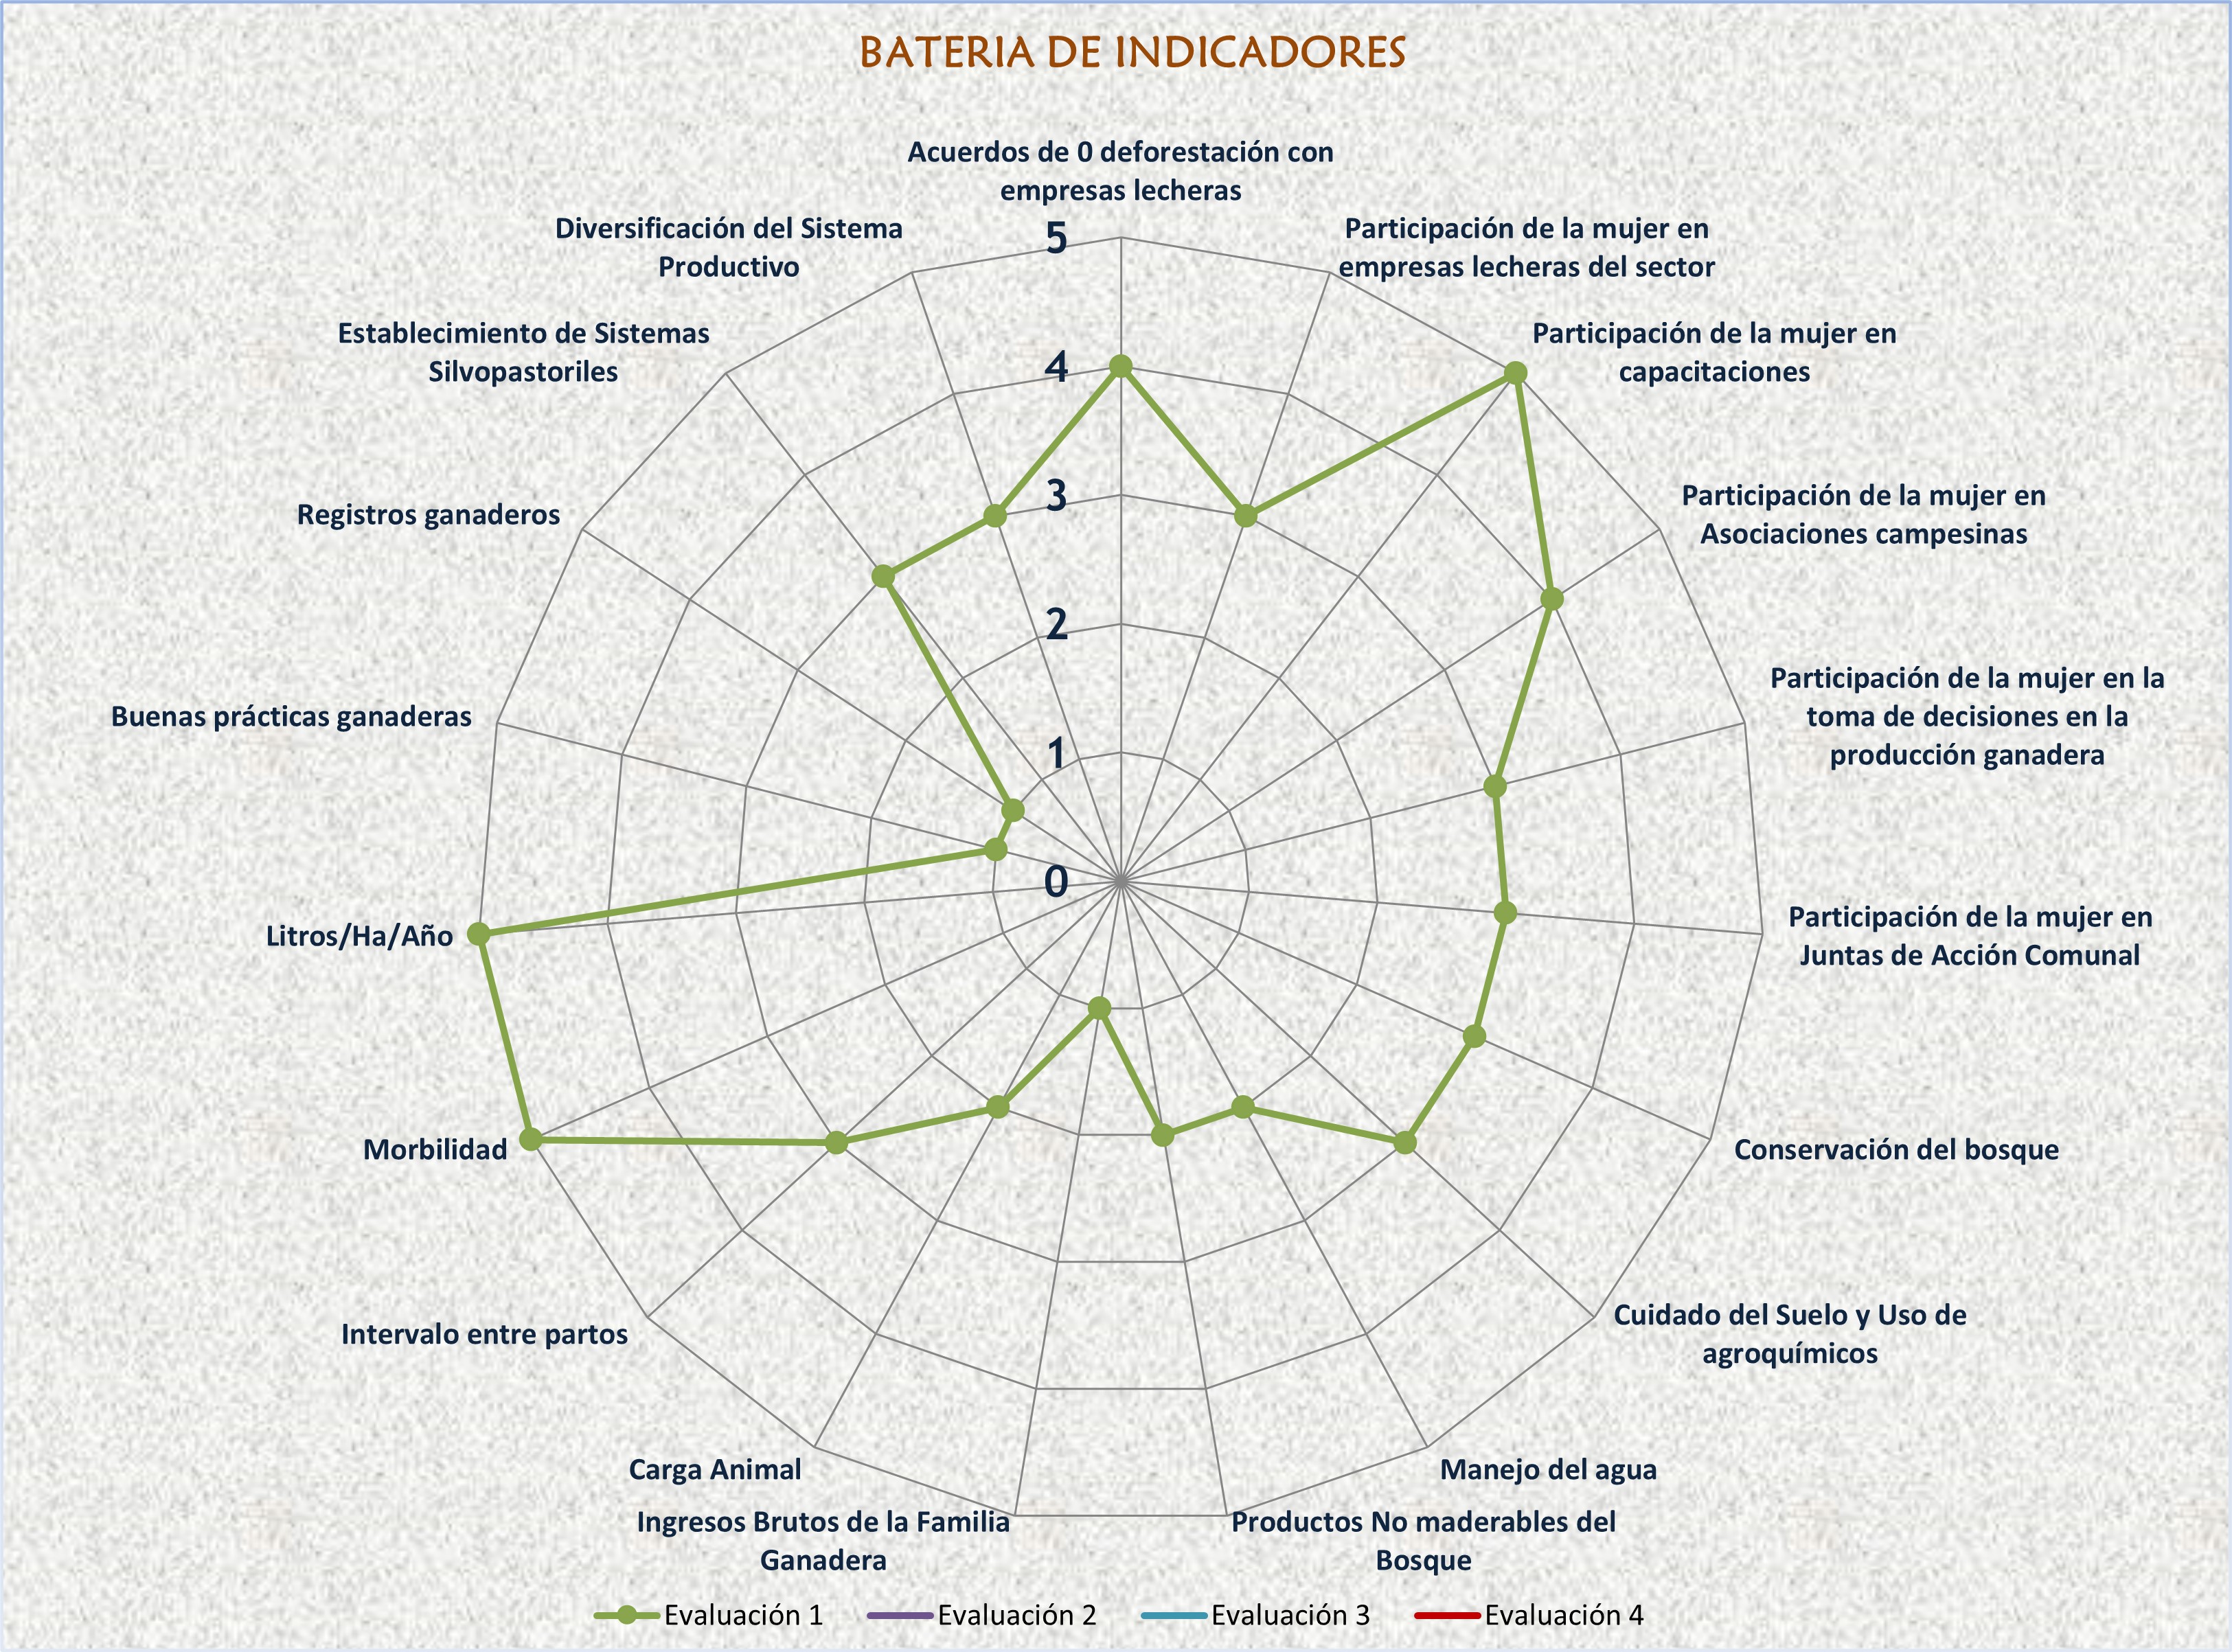 BATERIA DE INDICADORES
Acuerdos de 0 deforestación con
empresas lecheras
Participación de la mujer en
empresas lecheras del sector
Participación de la mujer en
capacitaciones
Participación de la mujer en
Asociaciones campesinas
Participación de la mujer en la
toma de decisiones en la
producción ganadera
Participación de la mujer en
Juntas de Acción Comunal
Conservación del bosque
Cuidado del Suelo y Uso de
agroquímicos
Manejo del agua
Productos No maderables del
Bosque
Ingresos Brutos de la Familia
Ganadera
Carga Animal
Intervalo entre partos
Morbilidad
Litros/Ha/Año
Buenas prácticas ganaderas
Registros ganaderos
Establecimiento de Sistemas
Silvopastoriles
Diversificación del Sistema
Productivo
5
4
3
2
1
0
Evaluación 1
Evaluación 2
Evaluación 3
Evaluación 4